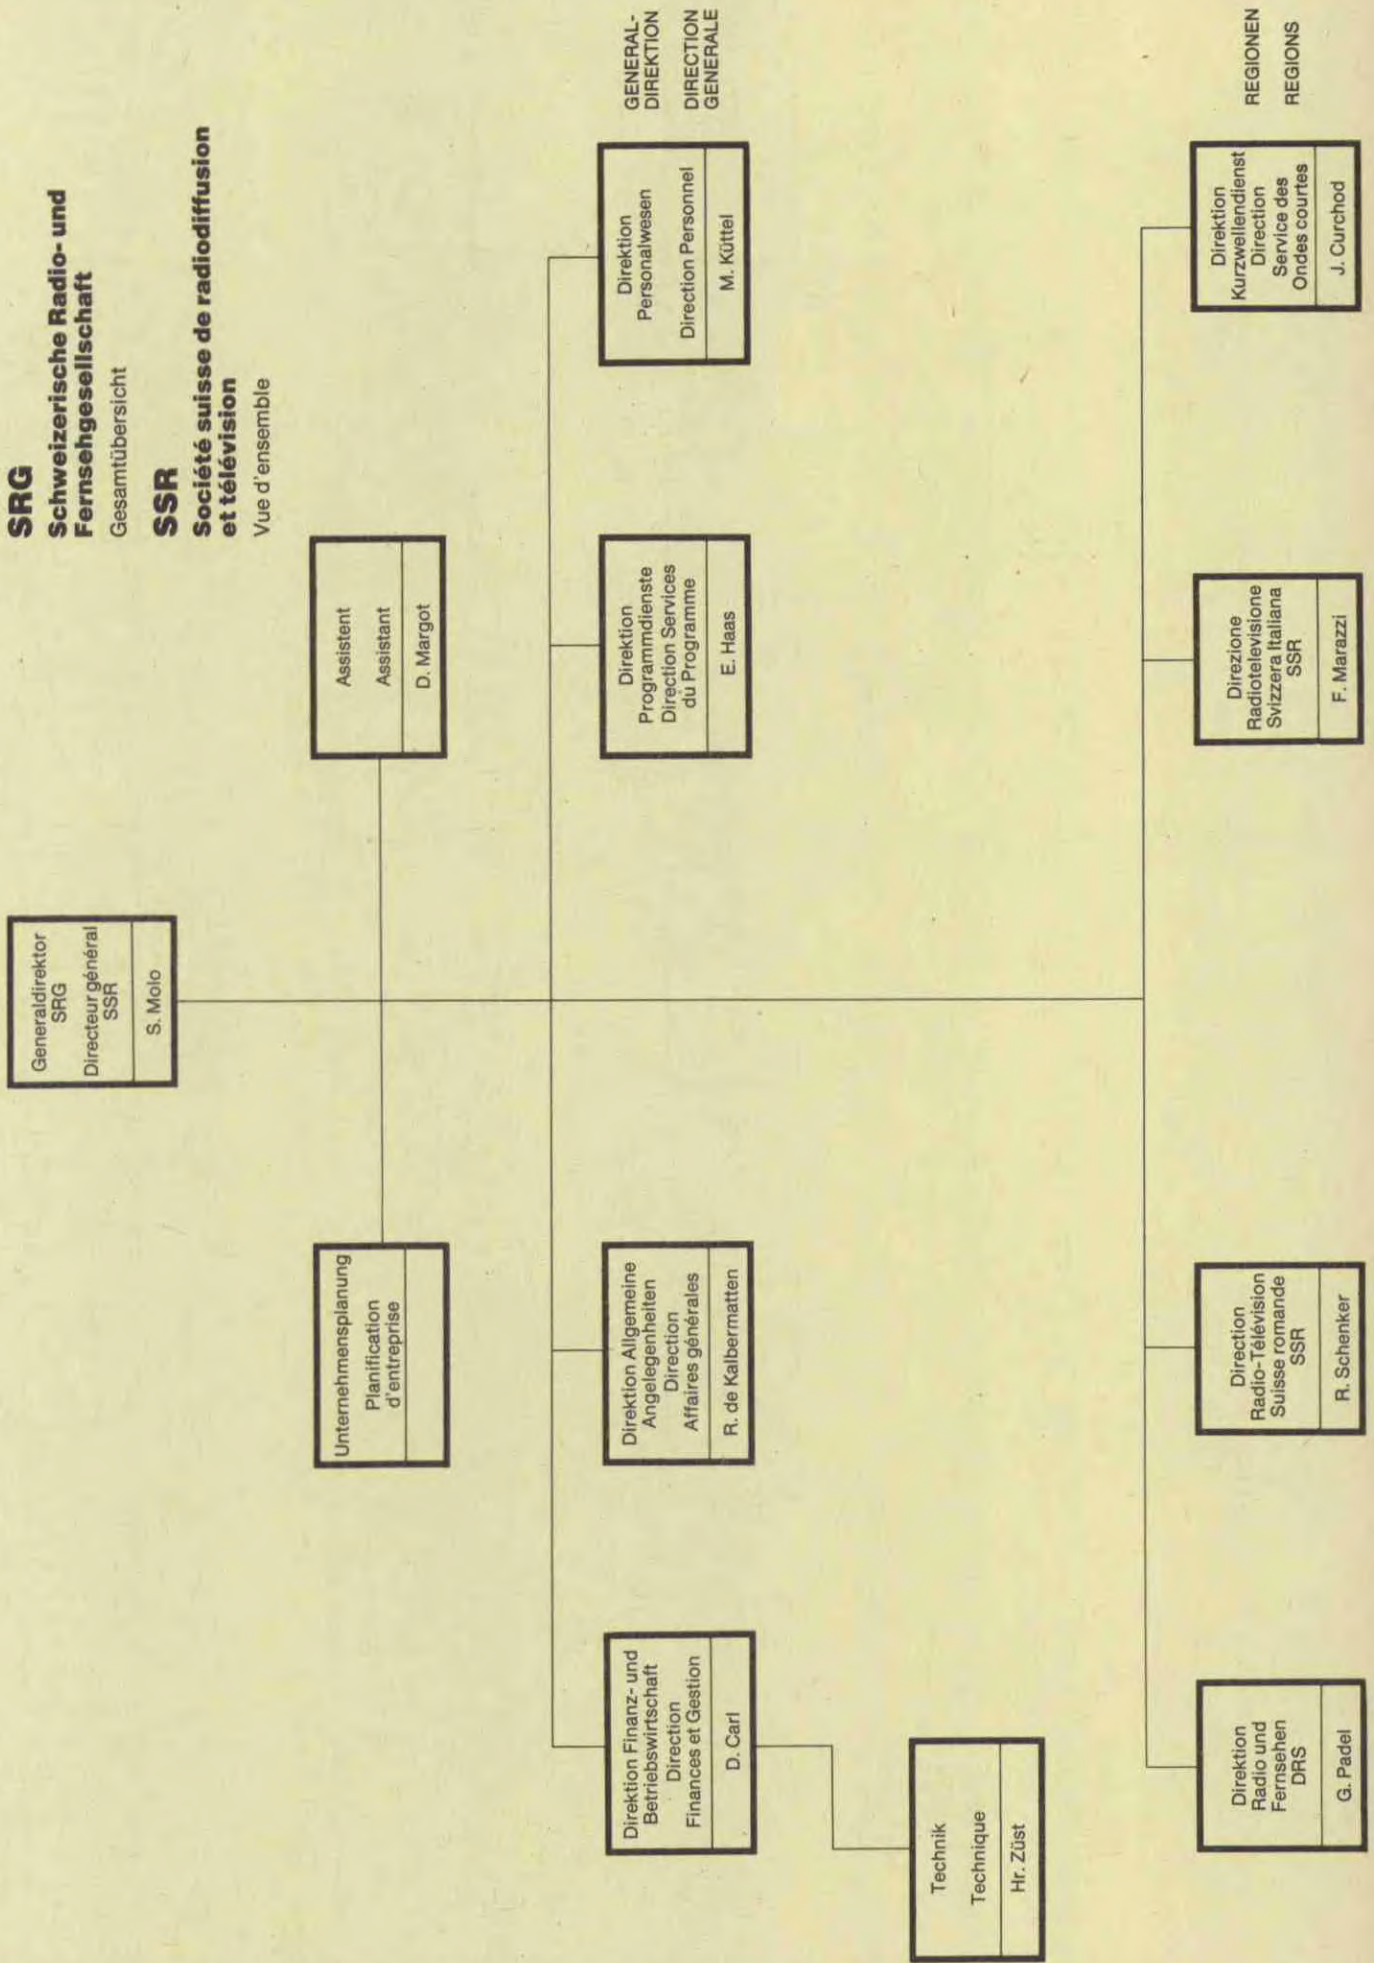 SRG
Schweizerische Radio- und
Fernsehgesellschaft
Gesamtübersicht
SSR
Société suisse de radiodiffusion
et télévision
Vue d'ensemble
Generaldirektor
SRG
Directeur général
SSR
S. Molo
Unternehmensplanung
Planification
d'entreprise
Assistent
Assistant
D. Margot
Direktion Finanz- und
Betriebswirtschaft
Direction
Finances et Gestion
D. Carl
Direktion Allgemeine
Angelegenheiten
Direction
Affaires générales
R. de Kalbermatten
Direktion
Programmdienste
Direction Services
du Programme
E. Haas
Direktion
Personalwesen
Direction Personnel
M. Küttel
GENERAL-
DIREKTION
DIRECTION
GENERALE
Technik
Technique
Hr. Züst
Direktion
Radio und
Fernsehen
DRS
G. Padel
Direction
Radio-Télévision
Suisse romande
SSR
R. Schenker
Direzione
Radiotelevisione
Svizzera Italiana
SSR
F. Marazzi
Direktion
Kurzwellendienst
Direction
Service des
Ondes courtes
J. Curchod
REGIONEN
REGIONS